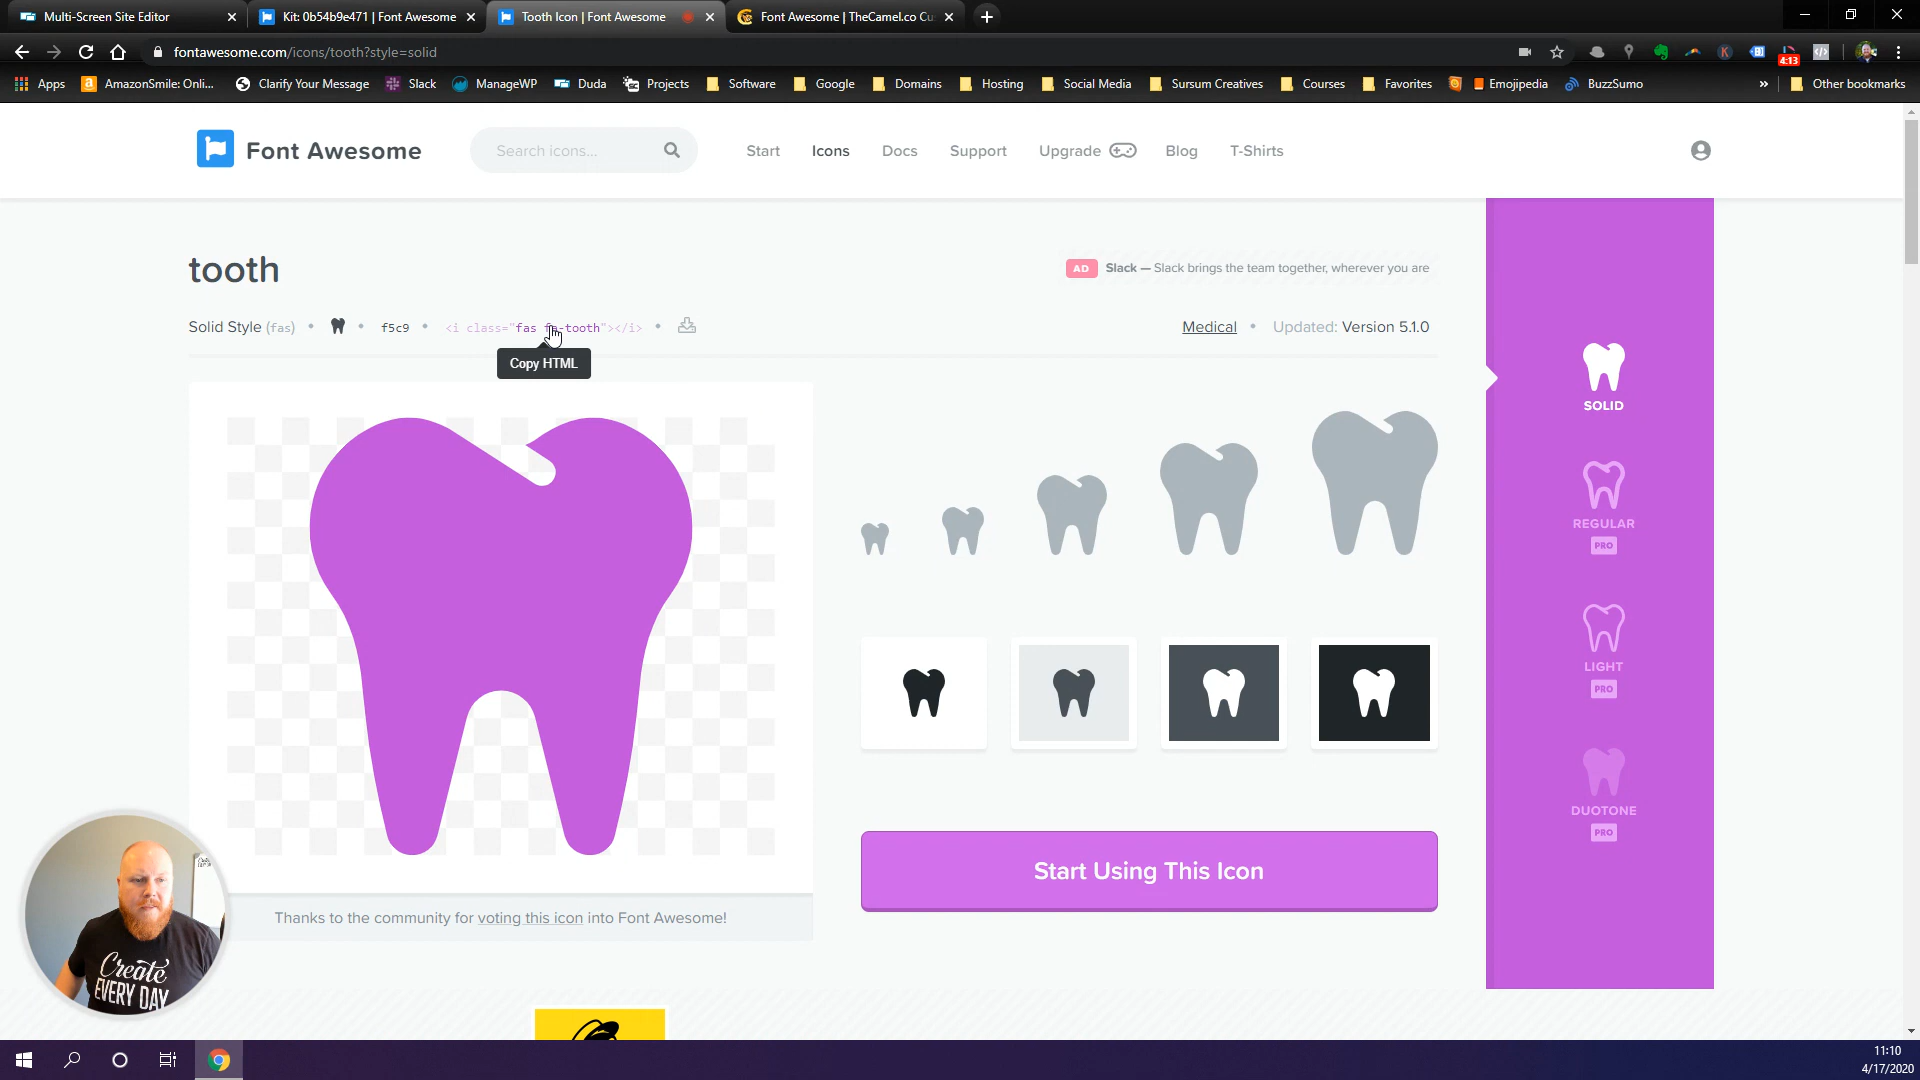 Multi-Screen Site Editor
Kit: 0b54b9e471 | Font Awesome
Tooth Icon | Font Awesome
Font Awesome | TheCamel.co Cu
fontawesome.com/icons/tooth?style=solid
4:13
Apps
AmazonSmile: Onli...
Clarify Your Message
Slack
ManageWP
Duda
Projects
Software
Google
Domains
Hosting
Social Media
Sursum Creatives
Courses
Favorites
Emojipedia
BuzzSumo
Other bookmarks
Font Awesome
Search icons...
Start
Icons
Docs
Support
Upgrade
Blog
T-Shirts
tooth
AD Slack — Slack brings the team together, wherever you are
Solid Style (fas) • • f5c9 • <i class="fas fa-tooth"></i> •
Medical • Updated: Version 5.1.0
Copy HTML
SOLID
REGULAR
PRO
LIGHT
PRO
DUOTONE
PRO
Start Using This Icon
Thanks to the community for voting this icon into Font Awesome!
Create
EVERY DAY
11:10
4/17/2020